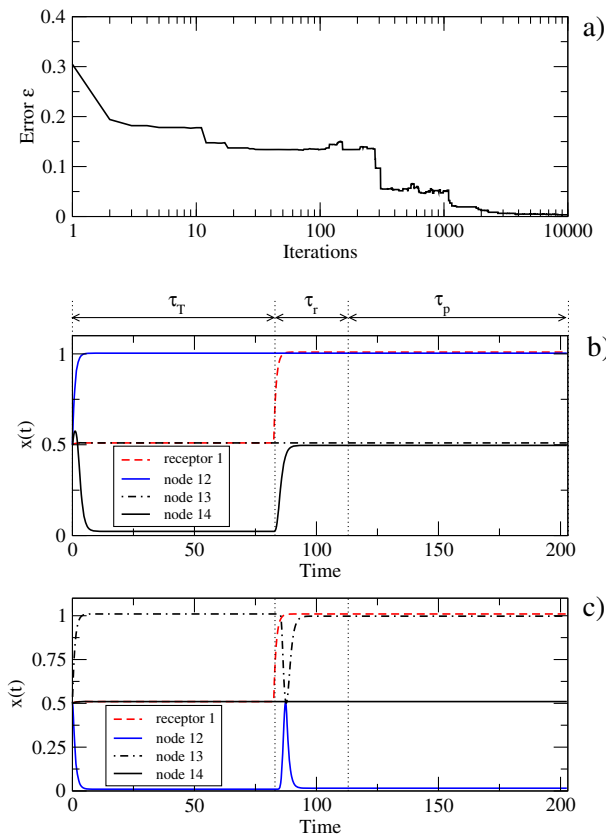 a)
0.4
0.3
0.2
0.1
0
Error ε
1
10
100
1000
10000
Iterations
τT
τr
τp
b)
1
0.5
0
x(t)
receptor 1
node 12
node 13
node 14
0
50
100
150
200
Time
c)
1
0.75
0.5
0.25
0
x(t)
receptor 1
node 12
node 13
node 14
0
50
100
150
200
Time